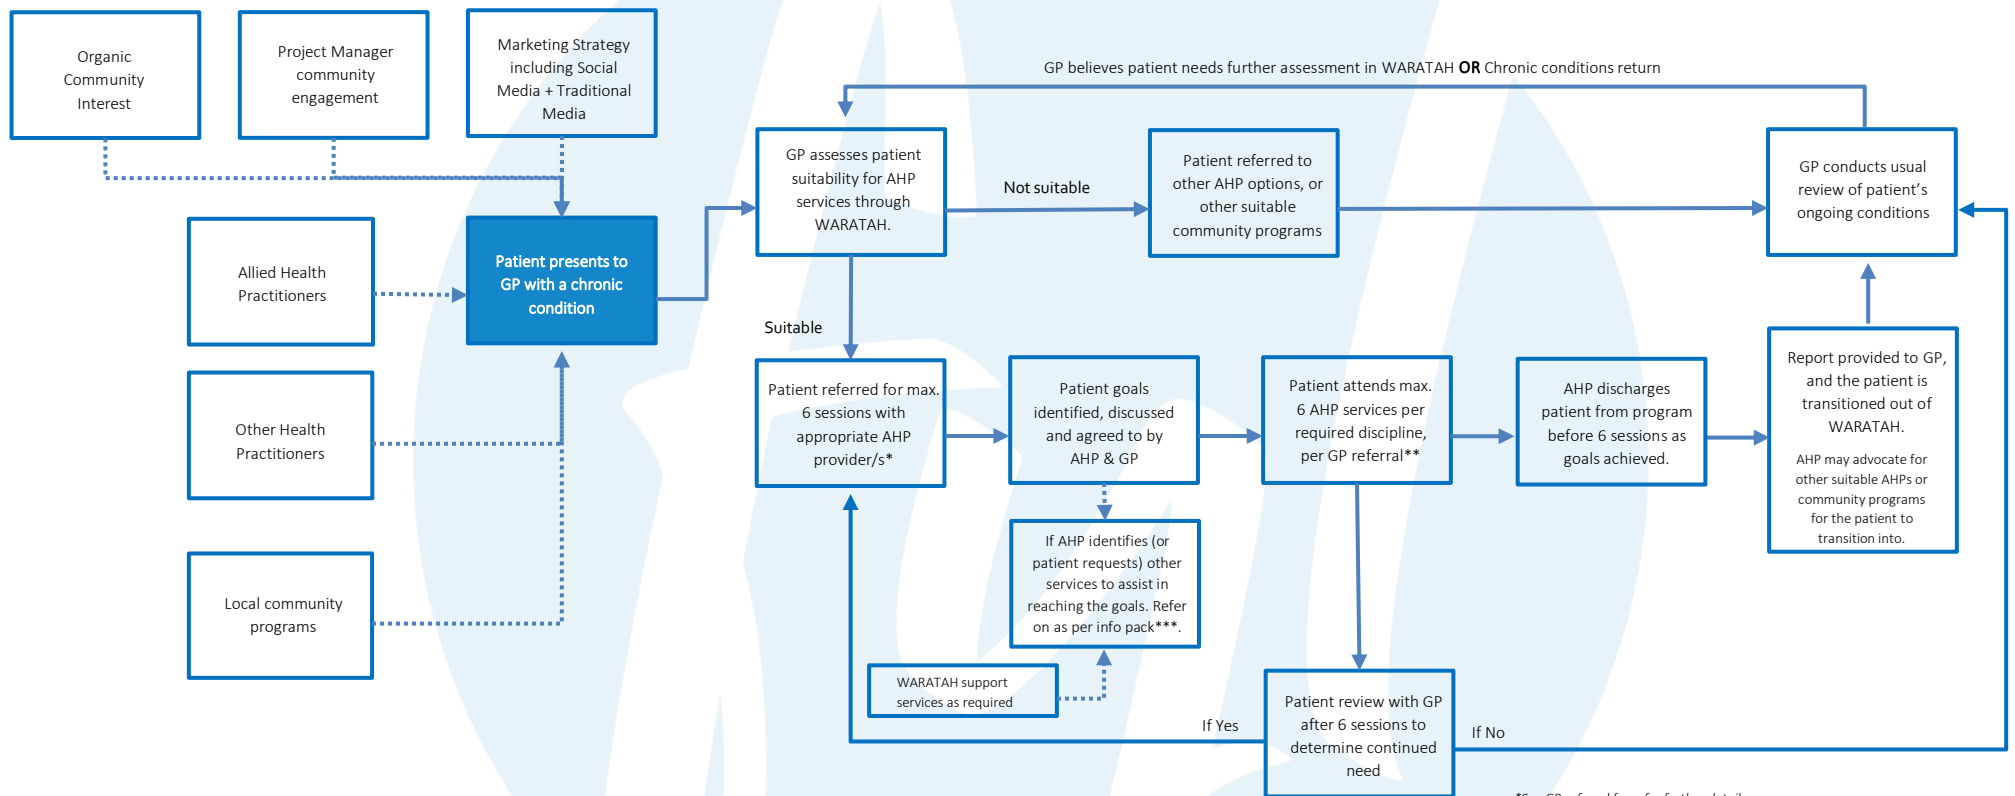 Organic
Community
Interest
Project Manager
community
engagement
Marketing Strategy
including Social
Media + Traditional
Media
GP believes patient needs further assessment in WARATAH OR Chronic conditions return
GP assesses patient
suitability for AHP
services through
WARATAH.
Not suitable
Patient referred to
other AHP options, or
other suitable
community programs
GP conducts usual
review of patient’s
ongoing conditions
Allied Health
Practitioners
Patient presents to
GP with a chronic
condition
Suitable
Other Health
Practitioners
Patient referred for max.
6 sessions with
appropriate AHP
provider/s*
Patient goals
identified, discussed
and agreed to by
AHP & GP
Patient attends max.
6 AHP services per
required discipline,
per GP referral**
AHP discharges
patient from program
before 6 sessions as
goals achieved.
Report provided to GP,
and the patient is
transitioned out of
WARATAH.
AHP may advocate for
other suitable AHPs or
community programs
for the patient to
transition into.
If AHP identifies (or
patient requests) other
services to assist in
reaching the goals. Refer
on as per info pack***.
Local community
programs
WARATAH support
services as required
Patient review with GP
after 6 sessions to
determine continued
need
If Yes
If No